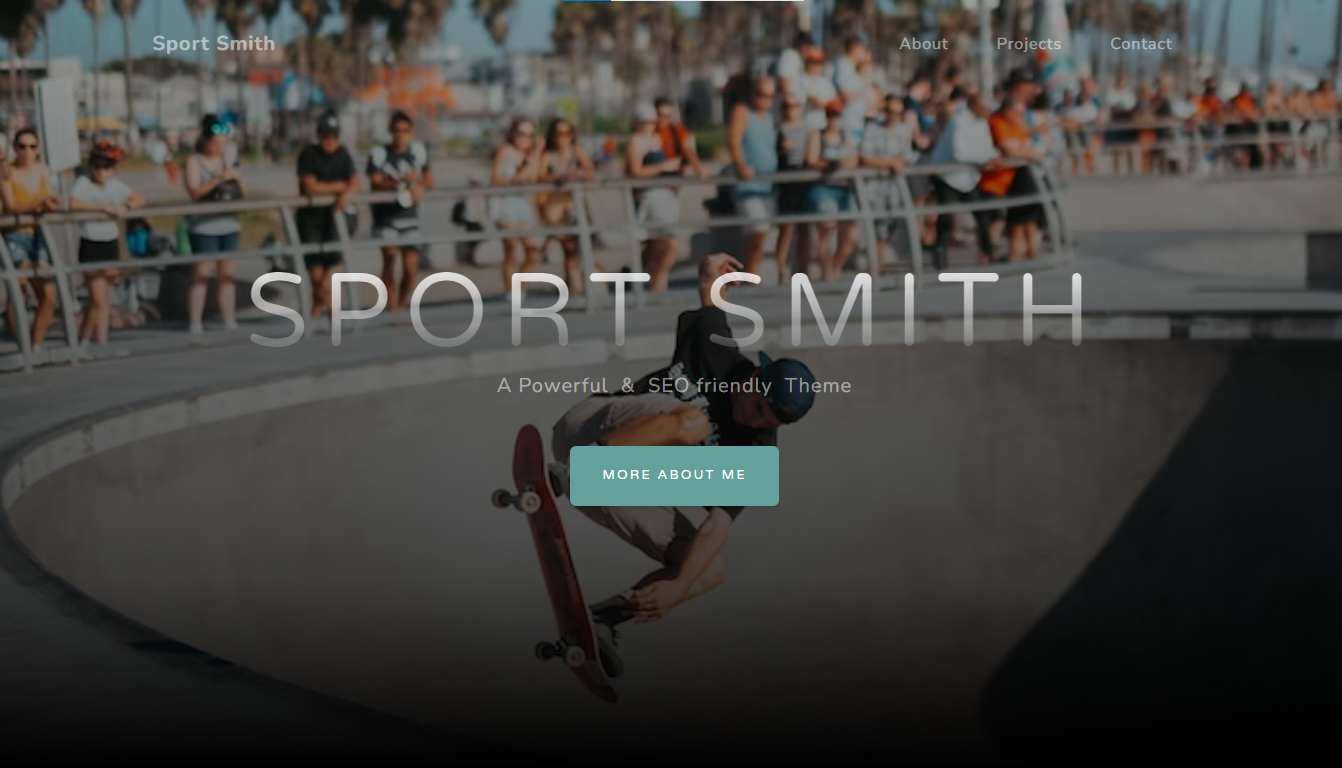 Sport Smith
About Projects Contact
SPORT SMITH
A Powerful & SEO friendly Theme
MORE ABOUT ME